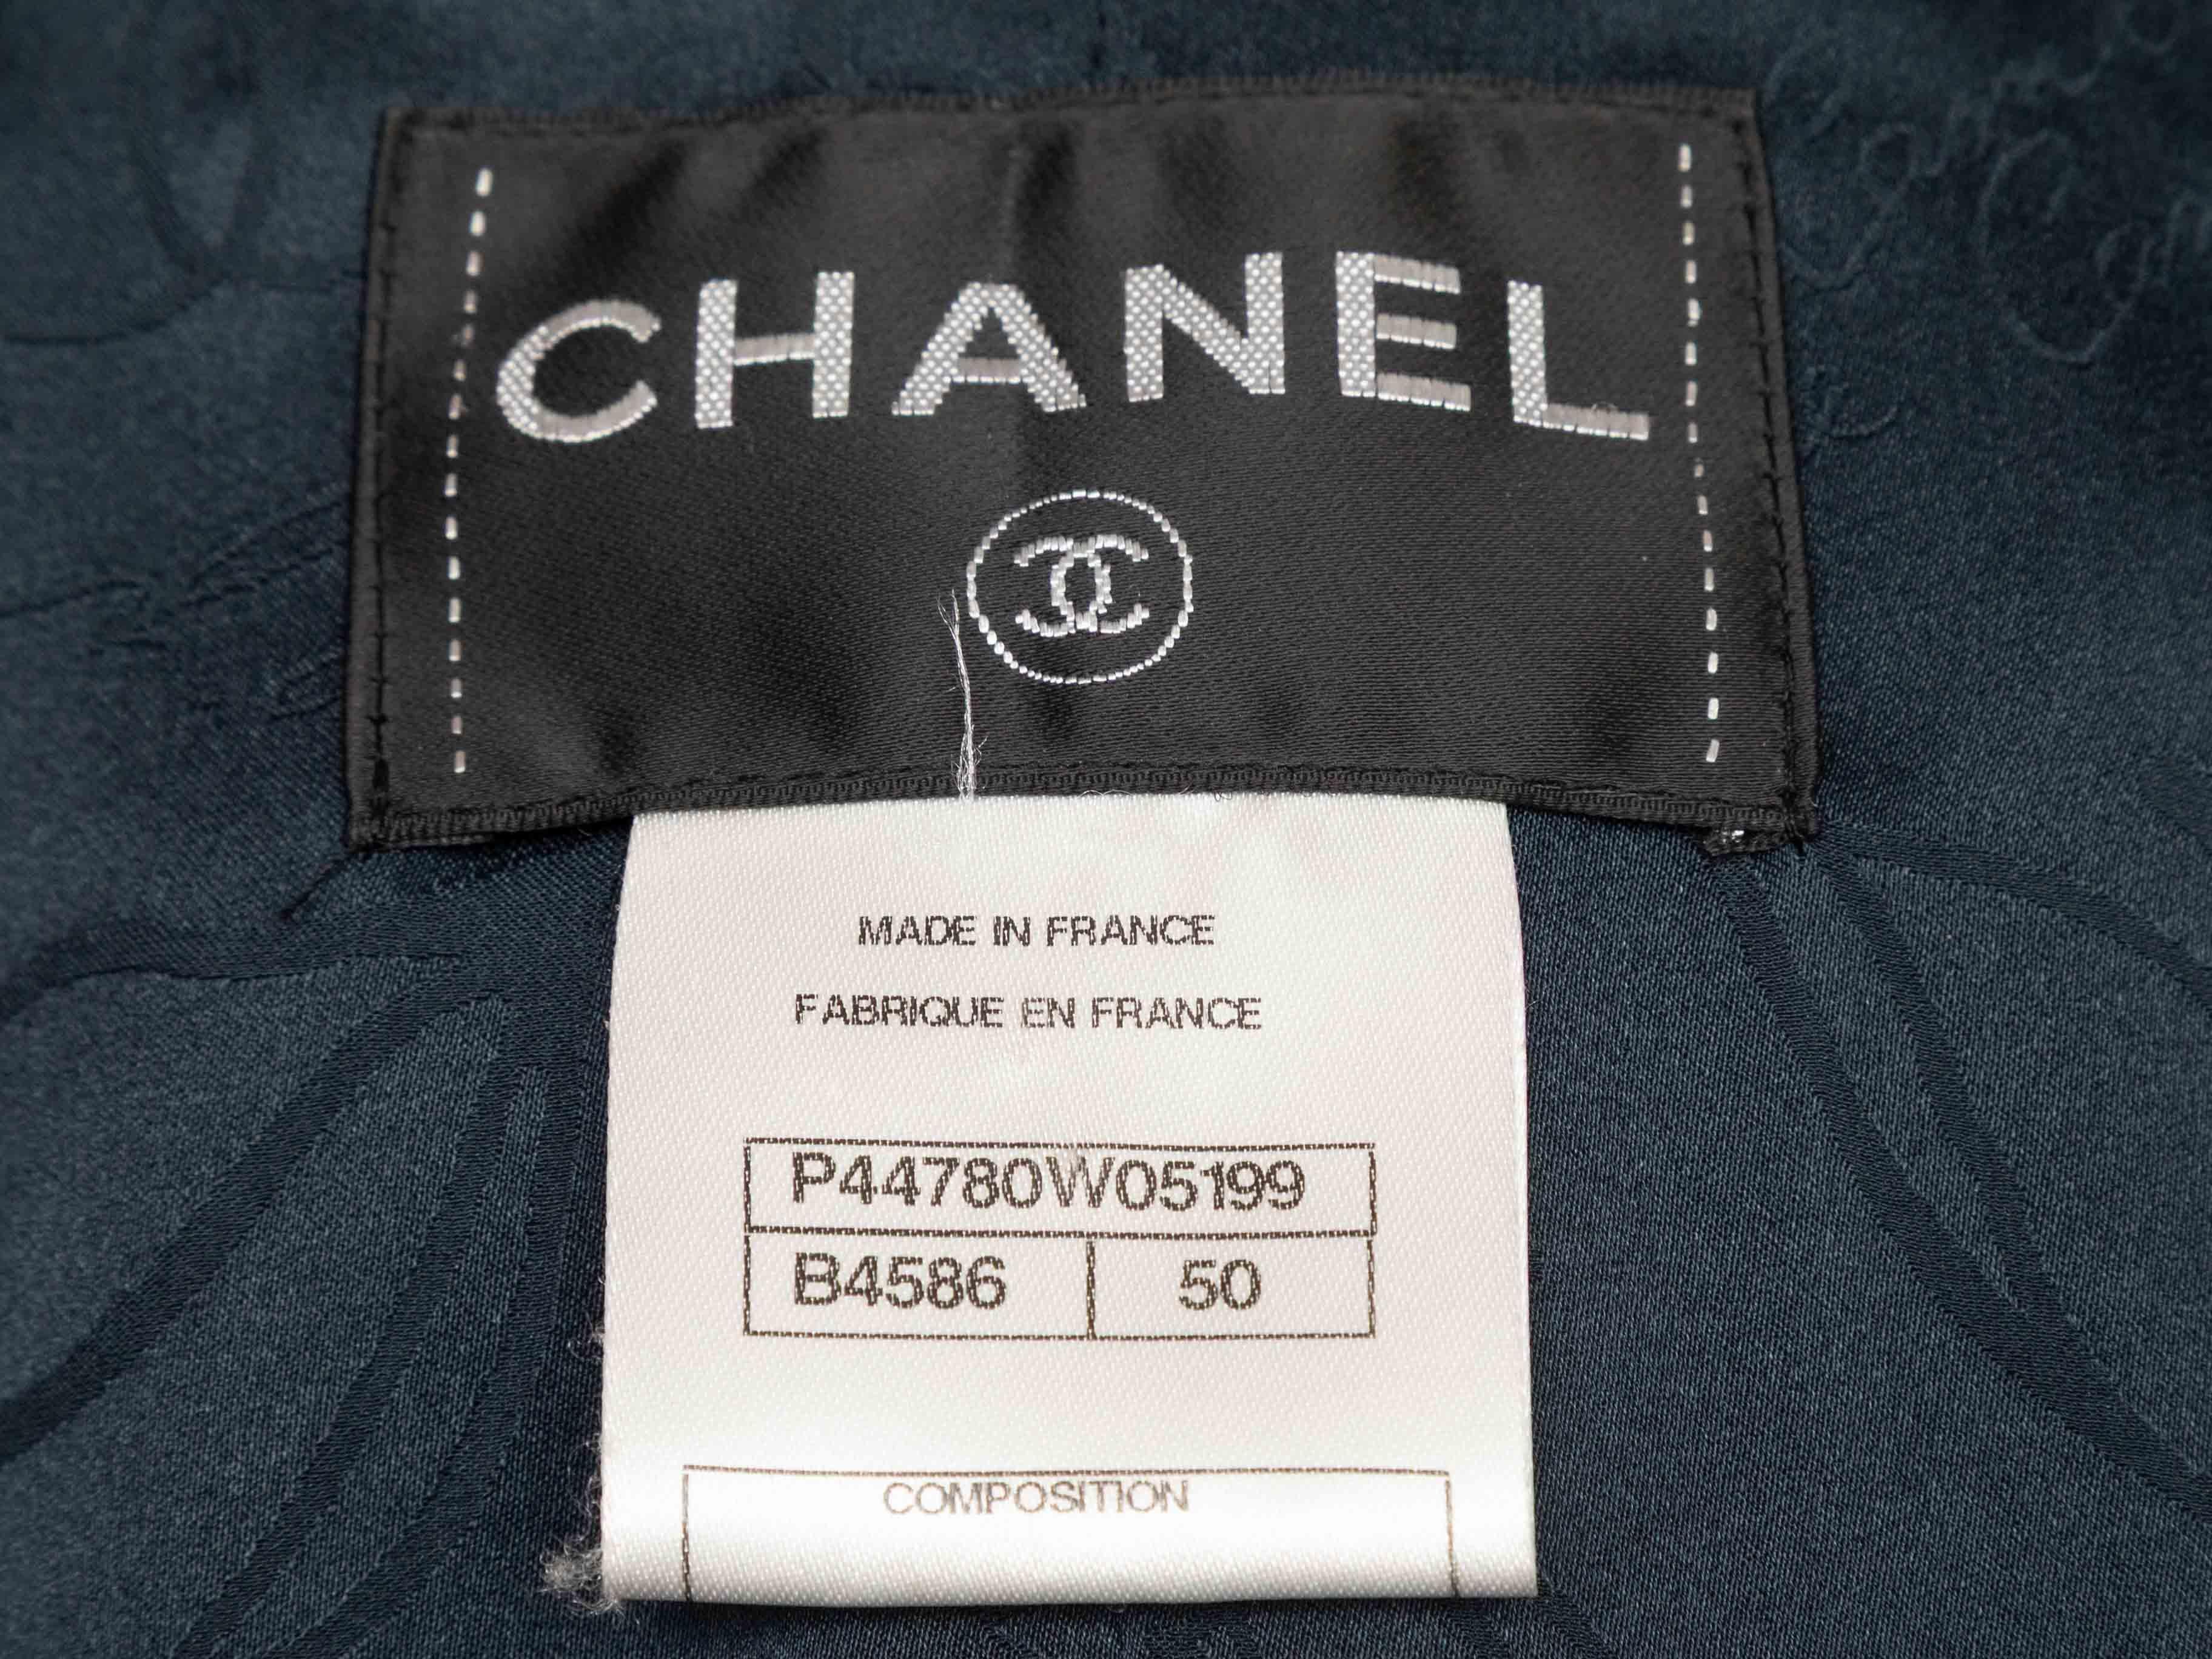 CHANEL
MADE IN FRANCE
FABRIQUE EN FRANCE
P44780W05199
B4586 50
COMPOSITION